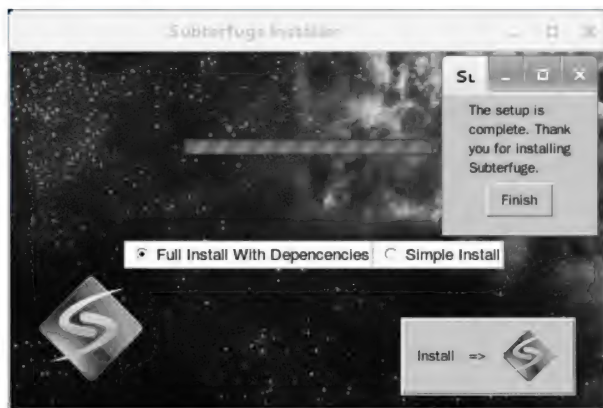 Subterfuge Installer
SL
The setup is
complete. Thank
you for installing
Subterfuge.
Finish
Full Install With Depencencies
Simple Install
Install =>